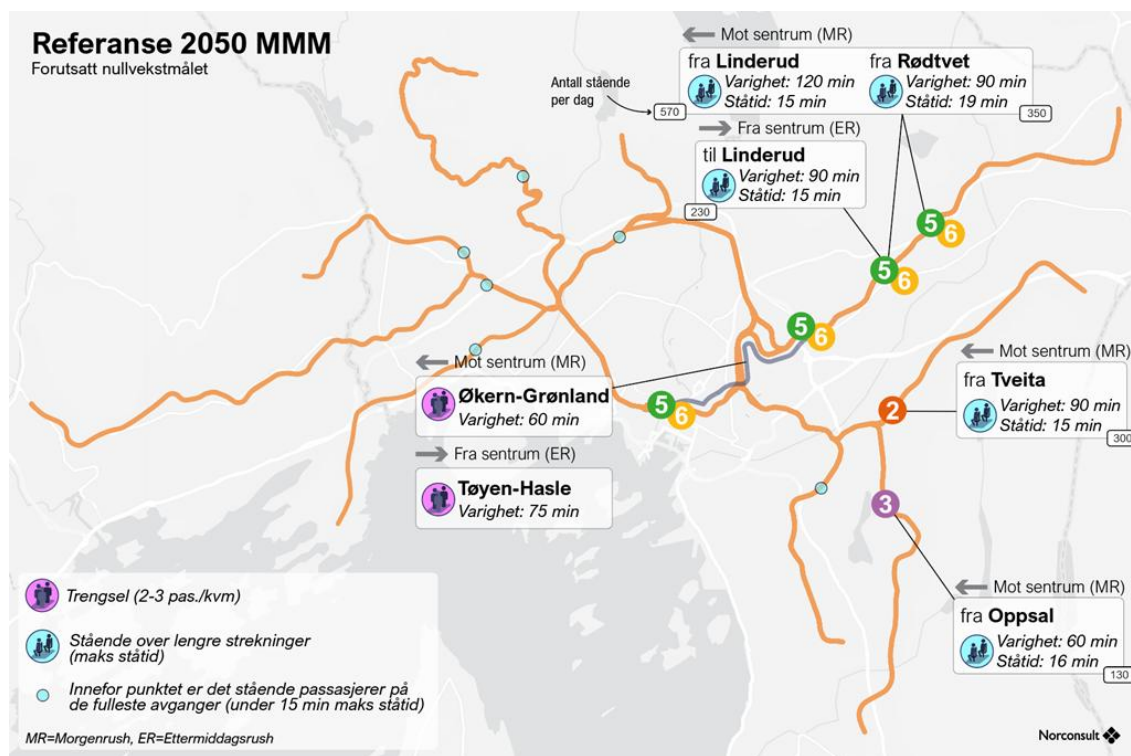 Referanse 2050 MMM
Forutsatt nullvekstmålet
Antall stående
per dag
Mot sentrum (MR)
fra Linderud
Varighet: 120 min
Ståtid: 15 min
570
fra Rødtvet
Varighet: 90 min
Ståtid: 19 min
350
Fra sentrum (ER)
til Linderud
Varighet: 90 min
Ståtid: 15 min
230
5
6
5
6
5
6
5
6
Mot sentrum (MR)
Økern-Grønland
Varighet: 60 min
Fra sentrum (ER)
Tøyen-Hasle
Varighet: 75 min
2
Mot sentrum (MR)
fra Tveita
Varighet: 90 min
Ståtid: 15 min
300
3
Mot sentrum (MR)
fra Oppsal
Varighet: 60 min
Ståtid: 16 min
130
Trengsel (2-3 pas./kvm)
Stående over lengre strekninger
(maks ståtid)
Innefor punktet er det stående passasjerer på
de fulleste avganger (under 15 min maks ståtid)
MR=Morgenrush, ER=Ettermiddagsrush
Norconsult